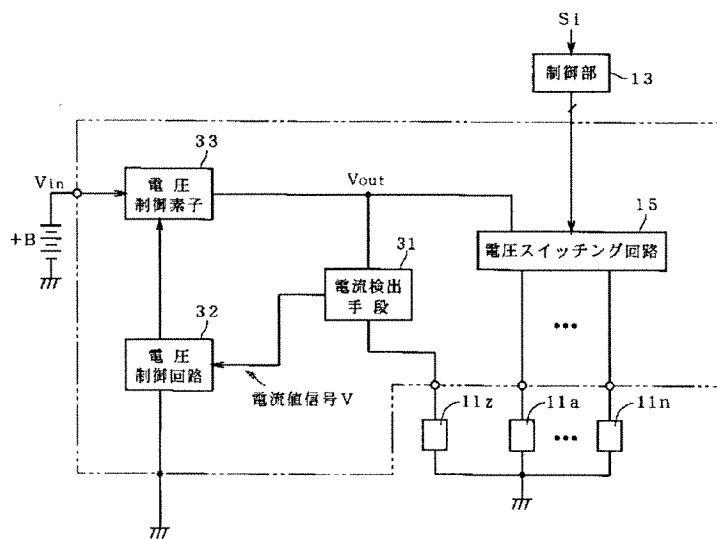 Si
制御部
13
33
Vin
電圧
制御素子
Vout
15
電圧スイッチング回路
+B
31
電流検出
手段
32
電圧
制御回路
電流値信号V
•••
11z
11a
•••
11n